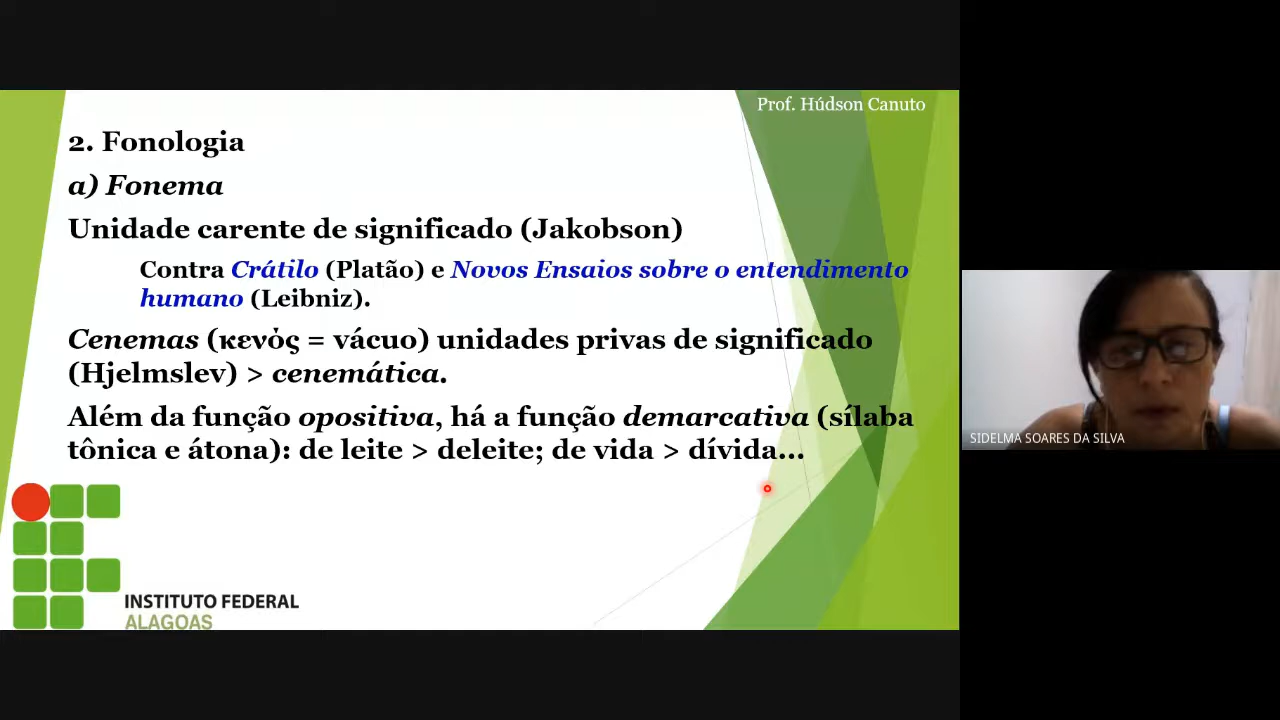 Prof. Húdson Canuto
2. Fonologia
a) Fonema
Unidade carente de significado (Jakobson)
Contra Crátilo (Platão) e Novos Ensaios sobre o entendimento
humano (Leibniz).
Cenemas (κενὀς = vácuo) unidades privas de significado
(Hjelmslev) > cenemática.
Além da função opositiva, há a função demarcativa (sílaba
tônica e átona): de leite > deleite; de vida > dívida...
INSTITUTO FEDERAL
ALAGOAS
SIDELMA SOARES DA SILVA